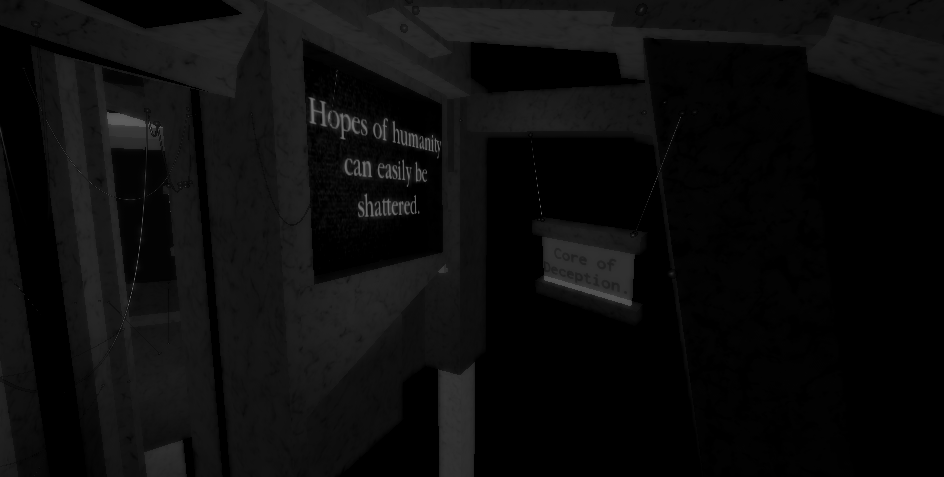 Hopes of humanity
can easily be
shattered.
Core of
Deception.